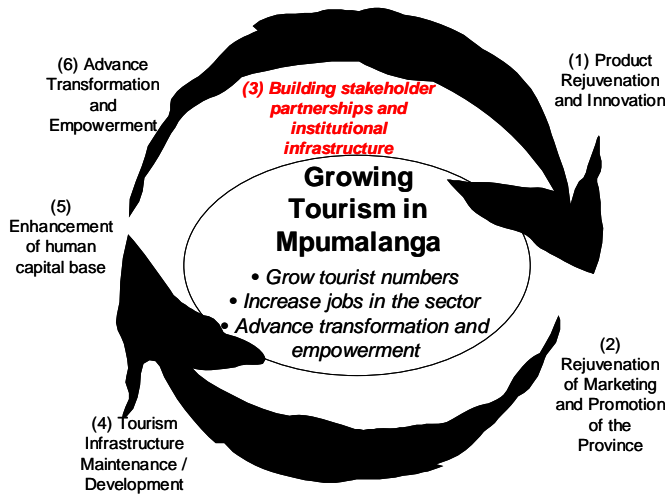 (6) Advance
Transformation
and
Empowerment
(3) Building stakeholder
partnerships and
institutional
infrastructure
(1) Product
Rejuvenation
and Innovation
Growing
Tourism in
Mpumalanga
• Grow tourist numbers
• Increase jobs in the sector
• Advance transformation and
empowerment
(5)
Enhancement
of human
capital base
(2)
Rejuvenation
of Marketing
and Promotion
of the
Province
(4) Tourism
Infrastructure
Maintenance /
Development